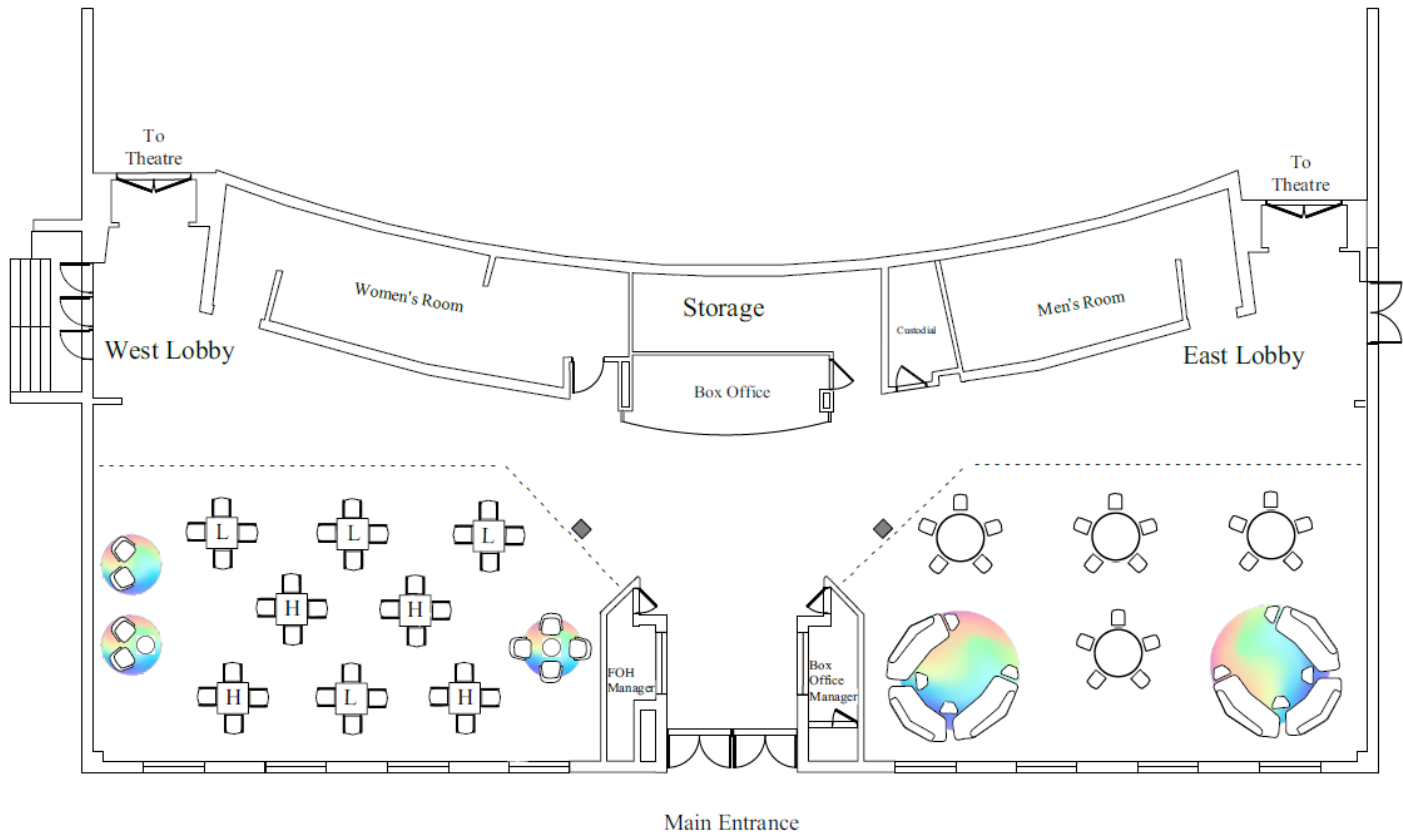 To
Theatre
To
Theatre
Women's Room
Storage
Men's Room
Custodial
West Lobby
East Lobby
Box Office
L
L
L
H
H
FOH
Manager
Box
Office
Manager
H
L
H
Main Entrance